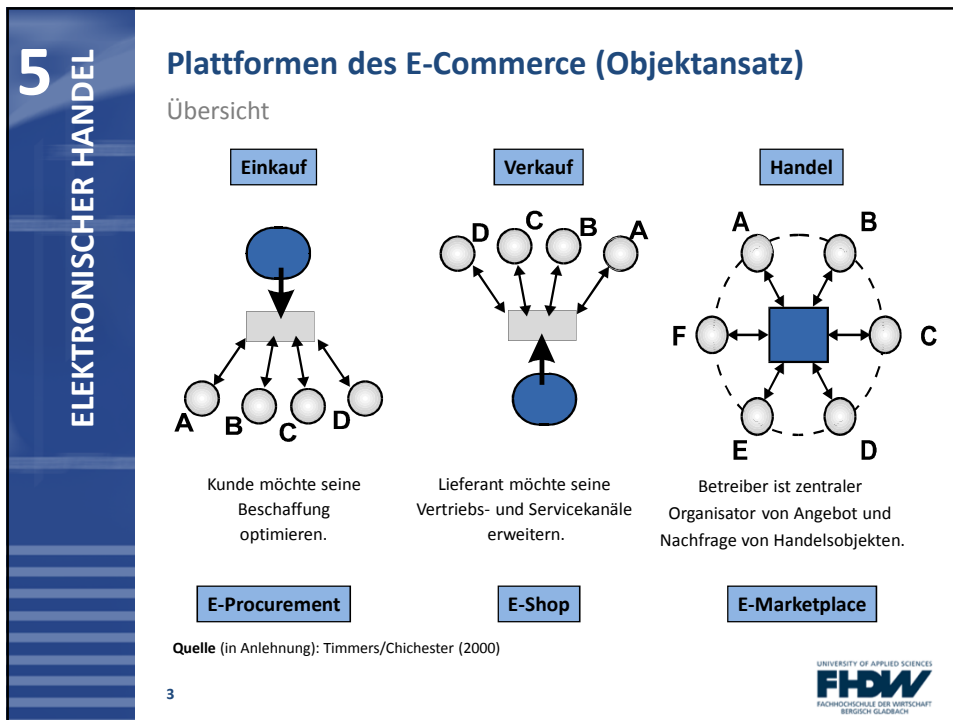 5
ELEKTRONISCHER HANDEL
Plattformen des E-Commerce (Objektansatz)
Übersicht
Einkauf
A
B
C
D
Kunde möchte seine
Beschaffung
optimieren.
E-Procurement
Verkauf
D
C
B
A
Lieferant möchte seine
Vertriebs- und Servicekanäle
erweitern.
E-Shop
Handel
A
B
F
C
E
D
Betreiber ist zentraler
Organisator von Angebot und
Nachfrage von Handelsobjekten.
E-Marketplace
Quelle (in Anlehnung): Timmers/Chichester (2000)
3
UNIVERSITY OF APPLIED SCIENCES
FHDW
FACHHOCHSCHULE DER WIRTSCHAFT
BERGISCH GLADBACH